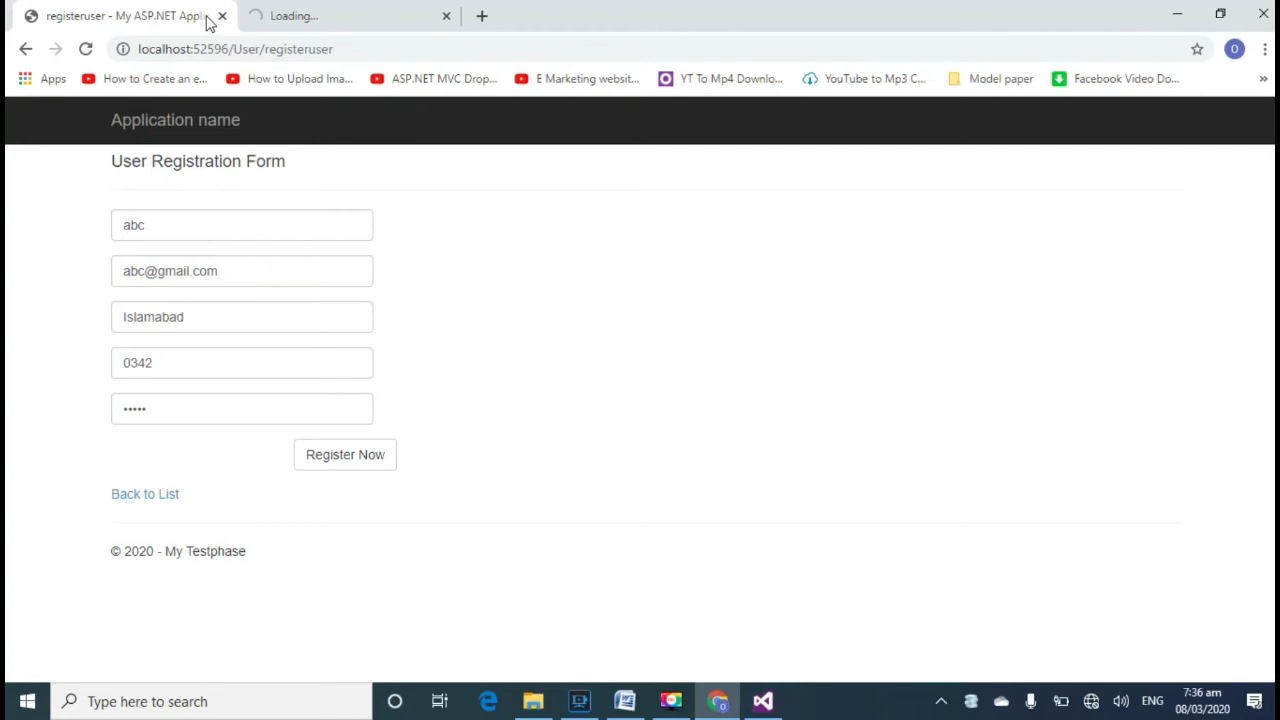 registeruser - My ASP.NET Appli
Loading...
localhost:52596/User/registeruser
O
Apps
How to Create an e...
How to Upload Ima...
ASP.NET MVC Drop...
E Marketing websit...
YT To Mp4 Downlo...
YouTube to Mp3 C...
Model paper
Facebook Video Do...
»
Application name
User Registration Form
abc
abc@gmail.com
Islamabad
0342
•••••
Register Now
Back to List
© 2020 - My Testphase
Type here to search
ENG
7:36 am
08/03/2020